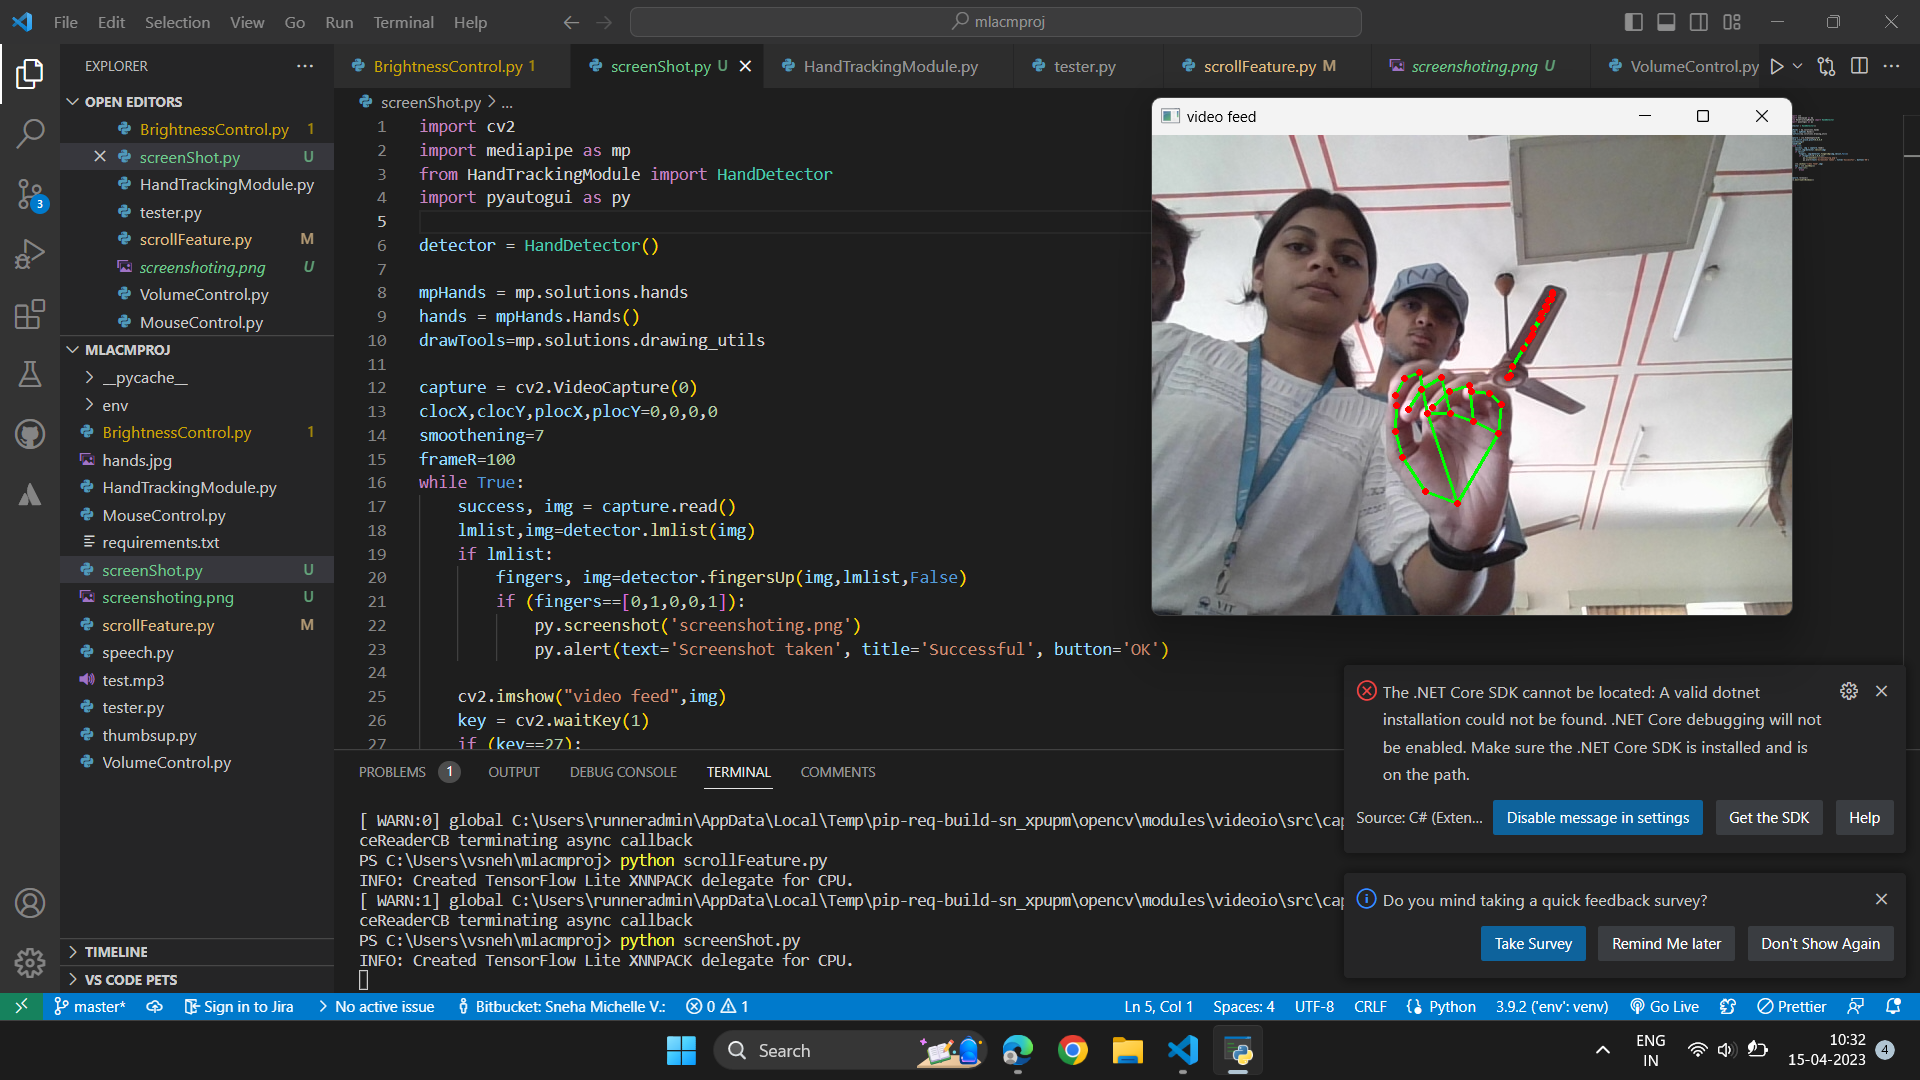 File Edit Selection View Go Run Terminal Help
mlacmproj
EXPLORER
OPEN EDITORS
BrightnessControl.py 1
screenShot.py U
HandTrackingModule.py
tester.py
scrollFeature.py M
screenshoting.png U
VolumeControl.py
MouseControl.py
MLACMPROJ
__pycache__
env
BrightnessControl.py 1
hands.jpg
HandTrackingModule.py
MouseControl.py
requirements.txt
screenShot.py U
screenshoting.png U
scrollFeature.py M
speech.py
test.mp3
tester.py
thumbsup.py
VolumeControl.py
TIMELINE
VS CODE PETS
3
BrightnessControl.py 1 screenShot.py U HandTrackingModule.py tester.py scrollFeature.py M screenshoting.png U VolumeControl.py
screenShot.py > ...
1 import cv2
2 import mediapipe as mp
3 from HandTrackingModule import HandDetector
4 import pyautogui as py
5
6 detector = HandDetector()
7
8 mpHands = mp.solutions.hands
9 hands = mpHands.Hands()
10 drawTools=mp.solutions.drawing_utils
11
12 capture = cv2.VideoCapture(0)
13 clocX,clocY,plocX,plocY=0,0,0,0
14 smoothening=7
15 frameR=100
16 while True:
17 success, img = capture.read()
18 lmlist,img=detector.lmlist(img)
19 if lmlist:
20 fingers, img=detector.fingersUp(img,lmlist,False)
21 if (fingers==[0,1,0,0,1]):
22 py.screenshot('screenshoting.png')
23 py.alert(text='Screenshot taken', title='Successful', button='OK')
24
25 cv2.imshow("video feed",img)
26 key = cv2.waitKey(1)
27 if (key==27):
video feed
PROBLEMS 1 OUTPUT DEBUG CONSOLE TERMINAL COMMENTS
[ WARN:0] global C:\Users\runneradmin\AppData\Local\Temp\pip-req-build-sn_xpupm\opencv\modules\videoio\src\cap
ceReaderCB terminating async callback
PS C:\Users\vsneh\mlacmproj> python scrollFeature.py
INFO: Created TensorFlow Lite XNNPACK delegate for CPU.
[ WARN:1] global C:\Users\runneradmin\AppData\Local\Temp\pip-req-build-sn_xpupm\opencv\modules\videoio\src\cap
ceReaderCB terminating async callback
PS C:\Users\vsneh\mlacmproj> python screenShot.py
INFO: Created TensorFlow Lite XNNPACK delegate for CPU.
The .NET Core SDK cannot be located: A valid dotnet
installation could not be found. .NET Core debugging will not
be enabled. Make sure the .NET Core SDK is installed and is
on the path.
Source: C# (Exten... Disable message in settings Get the SDK Help
Do you mind taking a quick feedback survey?
Take Survey Remind Me later Don't Show Again
master* Sign in to Jira No active issue Bitbucket: Sneha Michelle V.: 0 1 Ln 5, Col 1 Spaces: 4 UTF-8 CRLF Python 3.9.2 ('env': venv) Go Live Prettier
Search
ENG
IN
10:32
15-04-2023
4